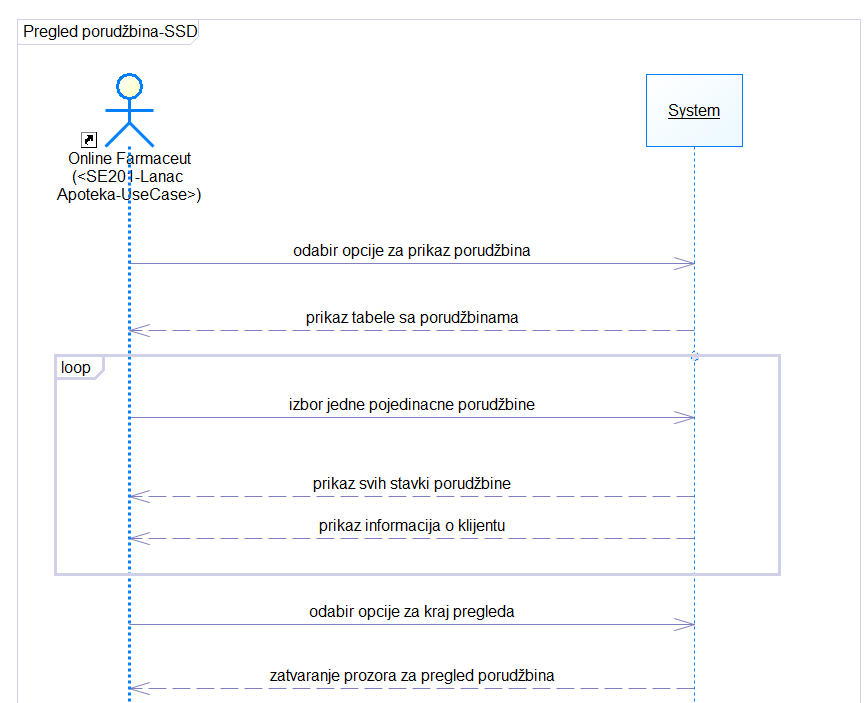 Pregled porudžbina-SSD
System
Online Farmaceut
(<SE201-Lanac
Apoteka-UseCase>)
odabir opcije za prikaz porudžbina
prikaz tabele sa porudžbinama
loop
izbor jedne pojedinacne porudžbine
prikaz svih stavki porudžbine
prikaz informacija o klijentu
odabir opcije za kraj pregleda
zatvaranje prozora za pregled porudžbina